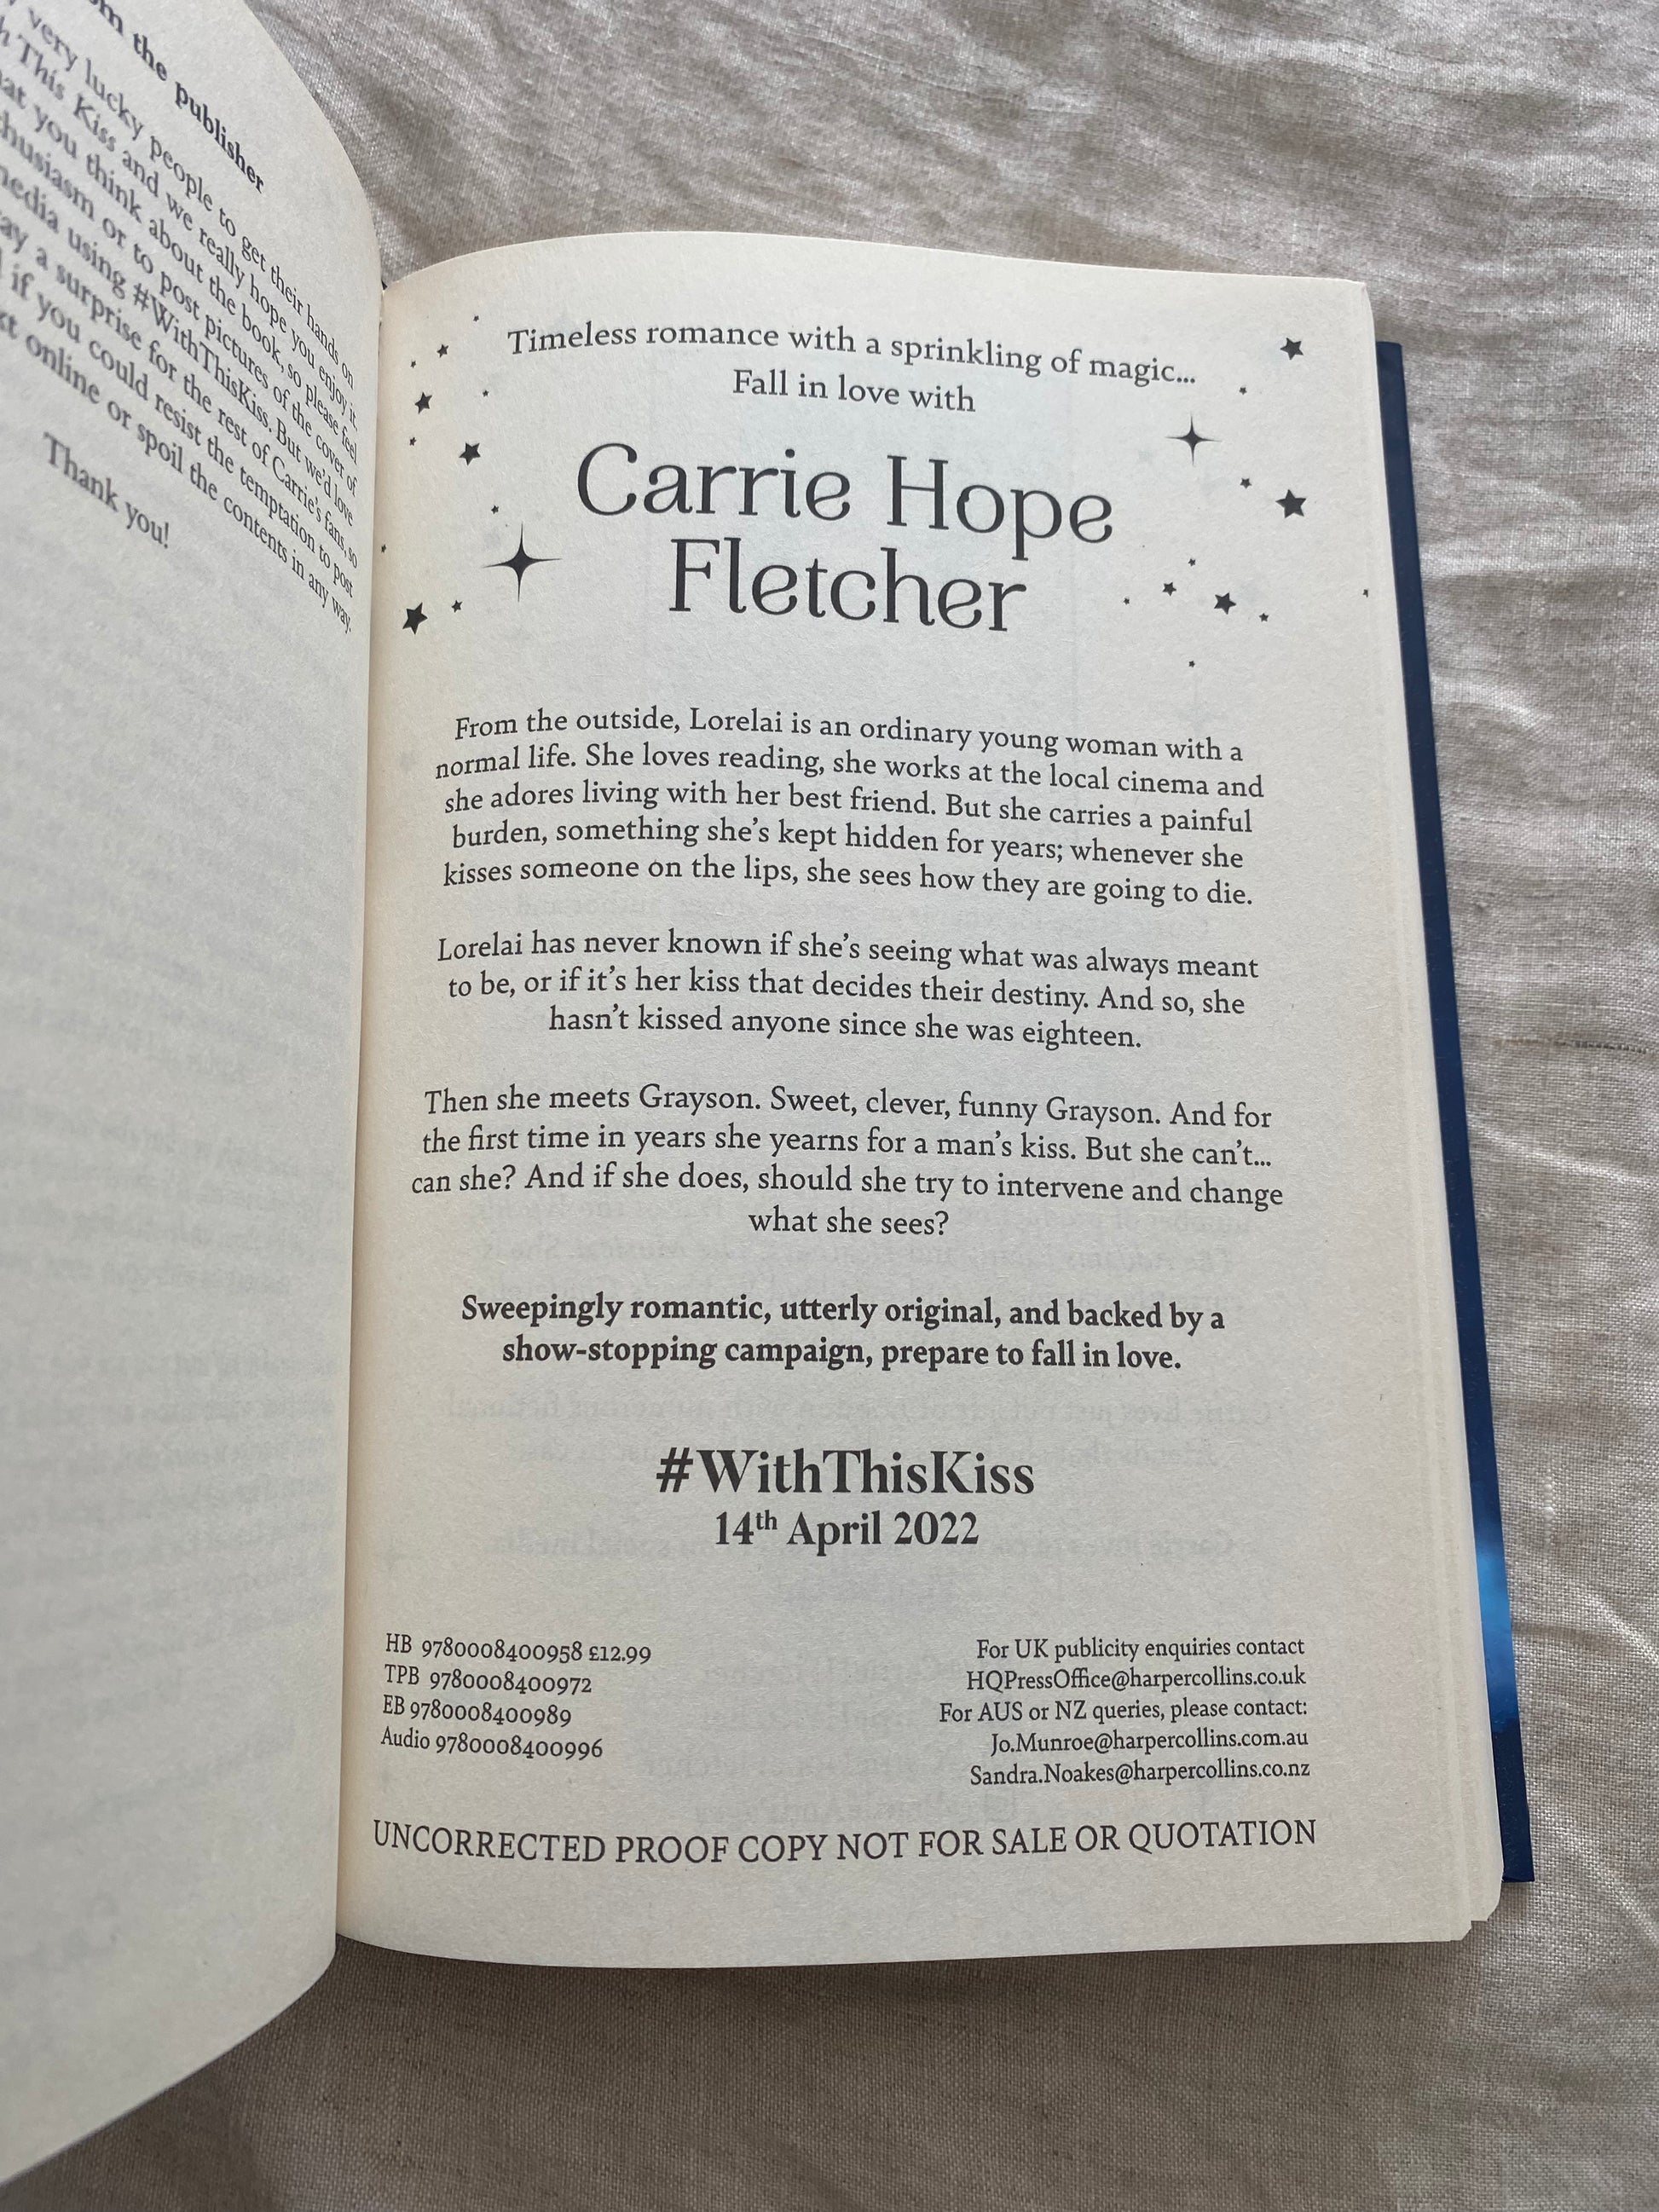 the publisher
very lucky people to get their hands on
This Kiss and we really hope you enjoy it.
you think about the book, so please feel
or to post pictures of the cover of
using #WithThisKiss. But we'd love
a surprise for the rest of Carrie's fans, so
if you could resist the temptation to post
online or spoil the contents in any way.
Thank you!
Timeless romance with a sprinkling of magic...
Fall in love with
Carrie Hope
Fletcher
From the outside, Lorelai is an ordinary young woman with a
normal life. She loves reading, she works at the local cinema and
she adores living with her best friend. But she carries a painful
burden, something she's kept hidden for years; whenever she
kisses someone on the lips, she sees how they are going to die.
Lorelai has never known if she's seeing what was always meant
to be, or if it's her kiss that decides their destiny. And so, she
hasn't kissed anyone since she was eighteen.
Then she meets Grayson. Sweet, clever, funny Grayson. And for
the first time in years she yearns for a man's kiss. But she can't...
can she? And if she does, should she try to intervene and change
what she sees?
Sweepingly romantic, utterly original, and backed by a
show-stopping campaign, prepare to fall in love.
#WithThisKiss
14th April 2022
HB 9780008400958 £12.99
TPB 9780008400972
EB 9780008400989
Audio 9780008400996
For UK publicity enquiries contact
HQPressOffice@harpercollins.co.uk
For AUS or NZ queries, please contact:
Jo.Munroe@harpercollins.com.au
Sandra.Noakes@harpercollins.co.nz
UNCORRECTED PROOF COPY NOT FOR SALE OR QUOTATION